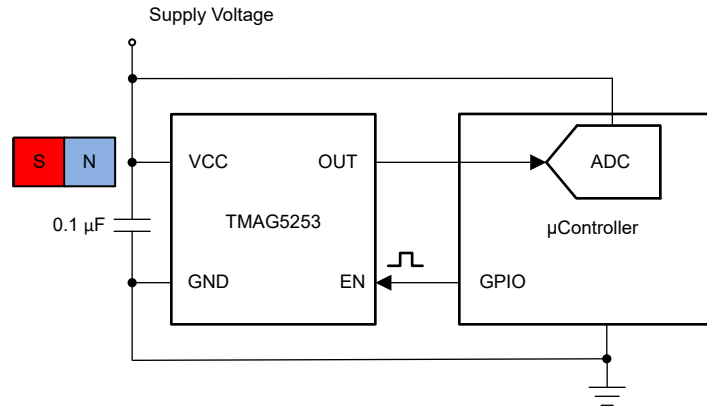 Supply Voltage
S N
VCC OUT ADC
0.1 µF
TMAG5253
µController
GND EN GPIO